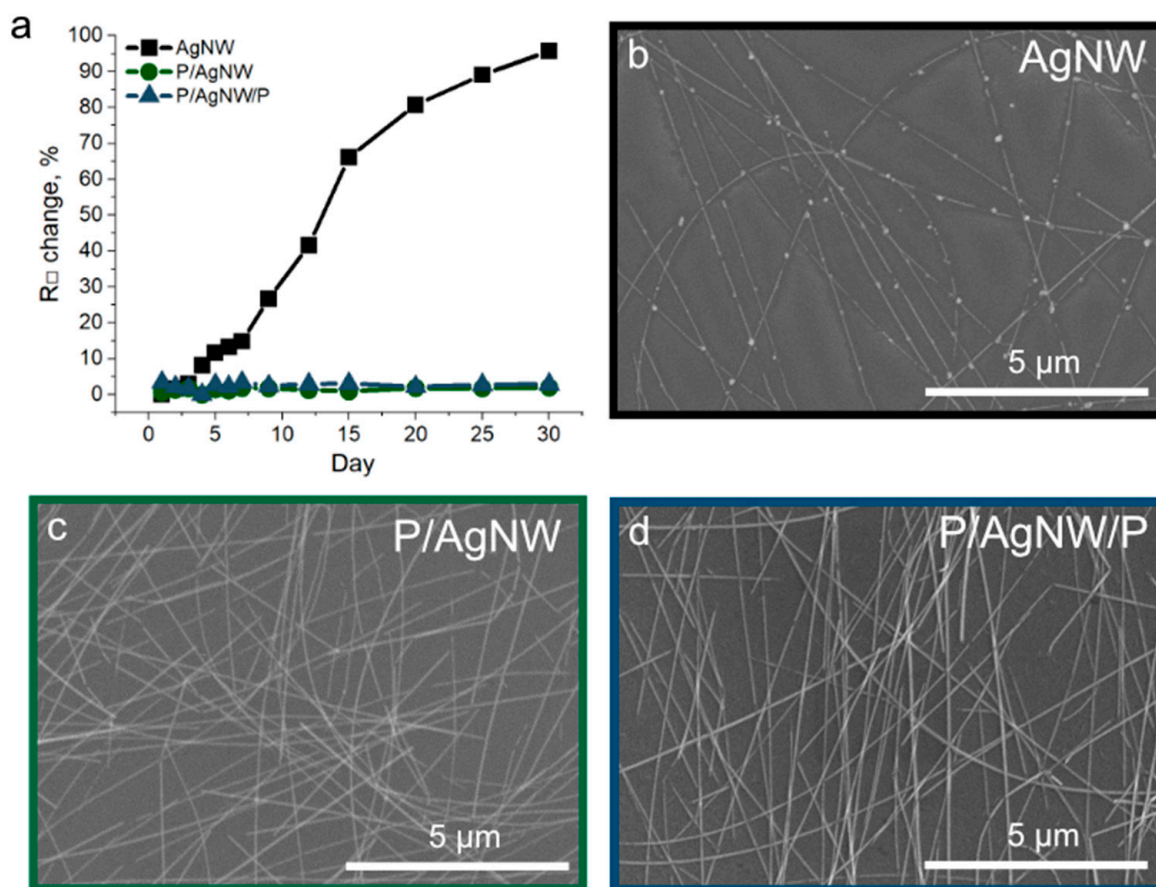 a
100
90
80
70
60
50
40
30
20
10
0
R□ change, %
AgNW
P/AgNW
P/AgNW/P
0 5 10 15 20 25 30
Day
b AgNW
5 µm
c P/AgNW
5 µm
d P/AgNW/P
5 µm